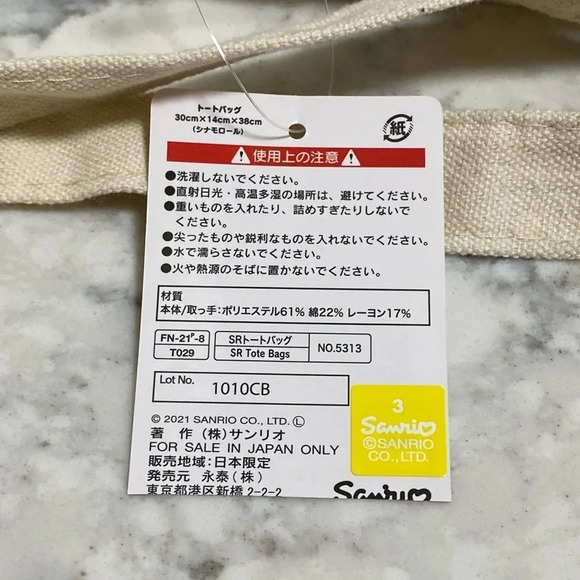 トートバッグ
30cm×14cm×38cm
(シナモロール)
紙
使用上の注意
●洗濯しないでください。
●直射日光・高温多湿の場所は、避けてください。
●重いものを入れたり、詰めすぎたりしないで
ください。
●尖ったものや鋭利なものを入れないでください。
●水で濡らさないでください。
●火や熱源のそばに置かないでください。
材質
本体/取っ手:ポリエステル61% 綿22% レーヨン17%
FN-21P-8 SRトートバッグ NO.5313
T029 SR Tote Bags
Lot No. 1010CB
© 2021 SANRIO CO., LTD. Ⓛ
著 作 (株)サンリオ
FOR SALE IN JAPAN ONLY
販売地域:日本限定
発売元 永泰(株)
東京都港区新橋2-2-2
3
Sanrio
©SANRIO
CO., LTD.
Sanrio